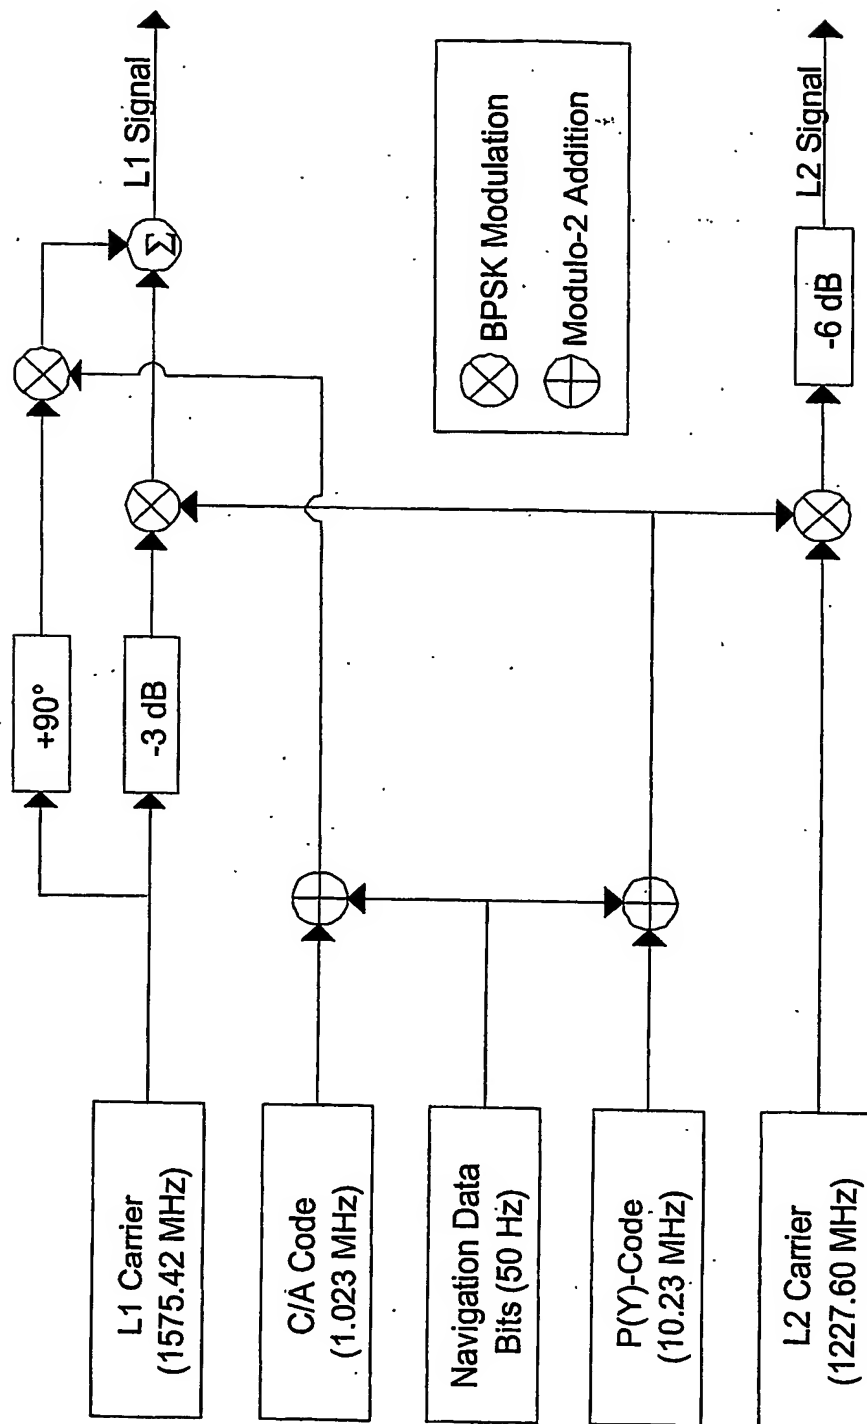 L1 Carrier
(1575.42 MHz)
C/A Code
(1.023 MHz)
Navigation Data
Bits (50 Hz)
P(Y)-Code
(10.23 MHz)
L2 Carrier
(1227.60 MHz)
+90°
-3 dB
Σ
L1 Signal
BPSK Modulation
Modulo-2 Addition
-6 dB
L2 Signal